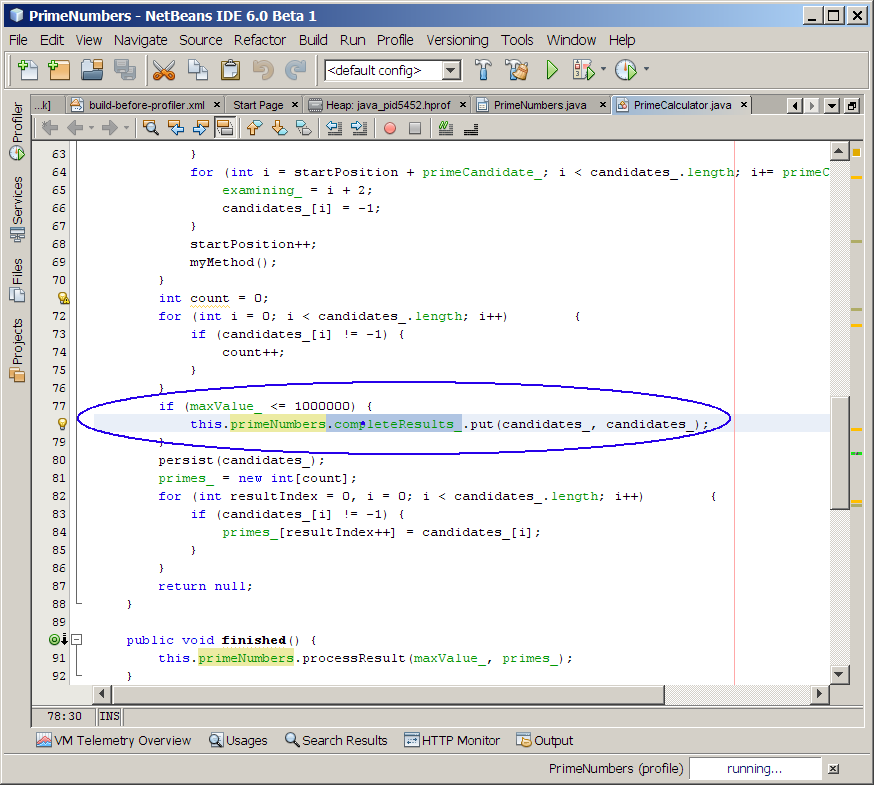 PrimeNumbers - NetBeans IDE 6.0 Beta 1
File Edit View Navigate Source Refactor Build Run Profile Versioning Tools Window Help
<default config>
...k] build-before-profiler.xml Start Page Heap: java_pid5452.hprof PrimeNumbers.java PrimeCalculator.java
Profiler
Services
Files
Projects
63 }
64 for (int i = startPosition + primeCandidate_; i < candidates_.length; i+= primeC
65 examining_ = i + 2;
66 candidates_[i] = -1;
67 }
68 startPosition++;
69 myMethod();
70 }
int count = 0;
72 for (int i = 0; i < candidates_.length; i++) {
73 if (candidates_[i] != -1) {
74 count++;
75 }
76 }
77 if (maxValue_ <= 1000000) {
this.primeNumbers.completeResults_.put(candidates_, candidates_);
79 }
80 persist(candidates_);
81 primes_ = new int[count];
82 for (int resultIndex = 0, i = 0; i < candidates_.length; i++) {
83 if (candidates_[i] != -1) {
84 primes_[resultIndex++] = candidates_[i];
85 }
86 }
87 return null;
88 }
89
public void finished() {
91 this.primeNumbers.processResult(maxValue_, primes_);
92 }
78:30 INS
VM Telemetry Overview Usages Search Results HTTP Monitor Output
PrimeNumbers (profile) running...